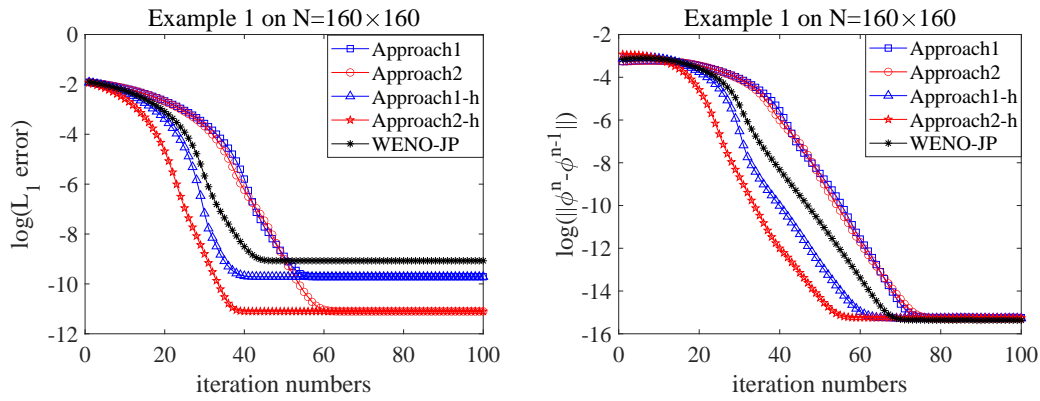 Example 1 on N=160×160
0
-2
-4
-6
-8
-10
-12
log(L1 error)
0 20 40 60 80 100
iteration numbers
Approach1
Approach2
Approach1-h
Approach2-h
WENO-JP
Example 1 on N=160×160
-2
-4
-6
-8
-10
-12
-14
-16
log(||ϕn-ϕn-1||)
0 20 40 60 80 100
iteration numbers
Approach1
Approach2
Approach1-h
Approach2-h
WENO-JP